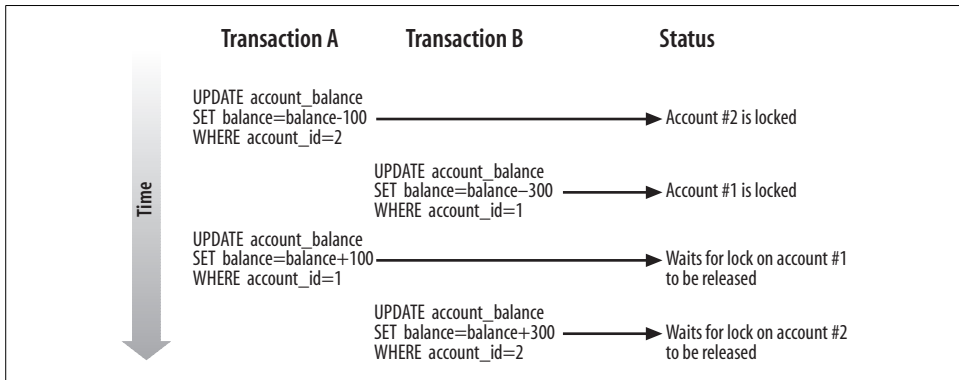 Transaction A Transaction B Status
UPDATE account_balance
SET balance=balance-100
WHERE account_id=2
Account #2 is locked
UPDATE account_balance
SET balance=balance–300
WHERE account_id=1
Account #1 is locked
Time
UPDATE account_balance
SET balance=balance+100
WHERE account_id=1
Waits for lock on account #1
to be released
UPDATE account_balance
SET balance=balance+300
WHERE account_id=2
Waits for lock on account #2
to be released